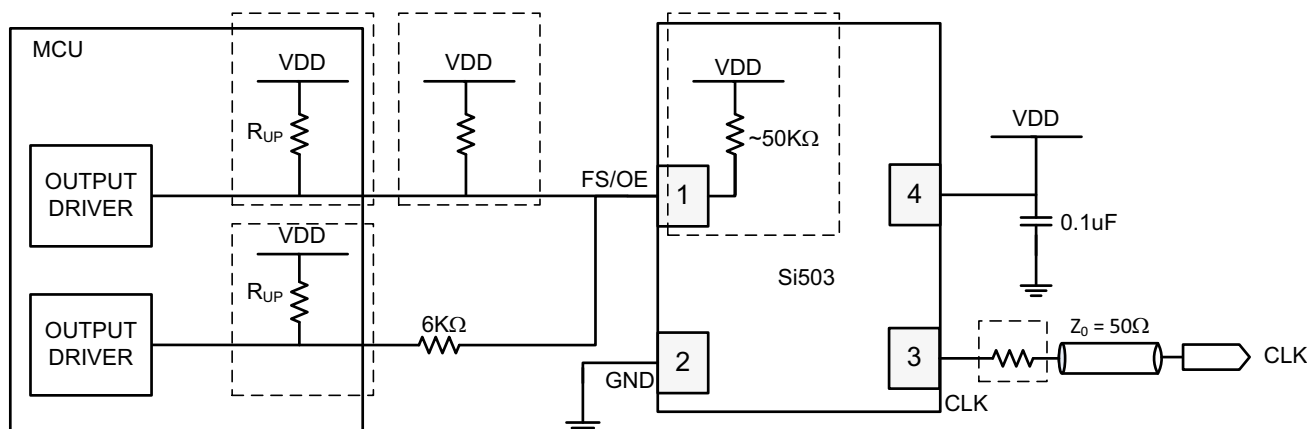 MCU
VDD
R_UP
OUTPUT
DRIVER
VDD
VDD
R_UP
OUTPUT
DRIVER
6KΩ
FS/OE
VDD
~50KΩ
1
4
Si503
2
GND
3
CLK
VDD
0.1uF
Z₀ = 50Ω
CLK